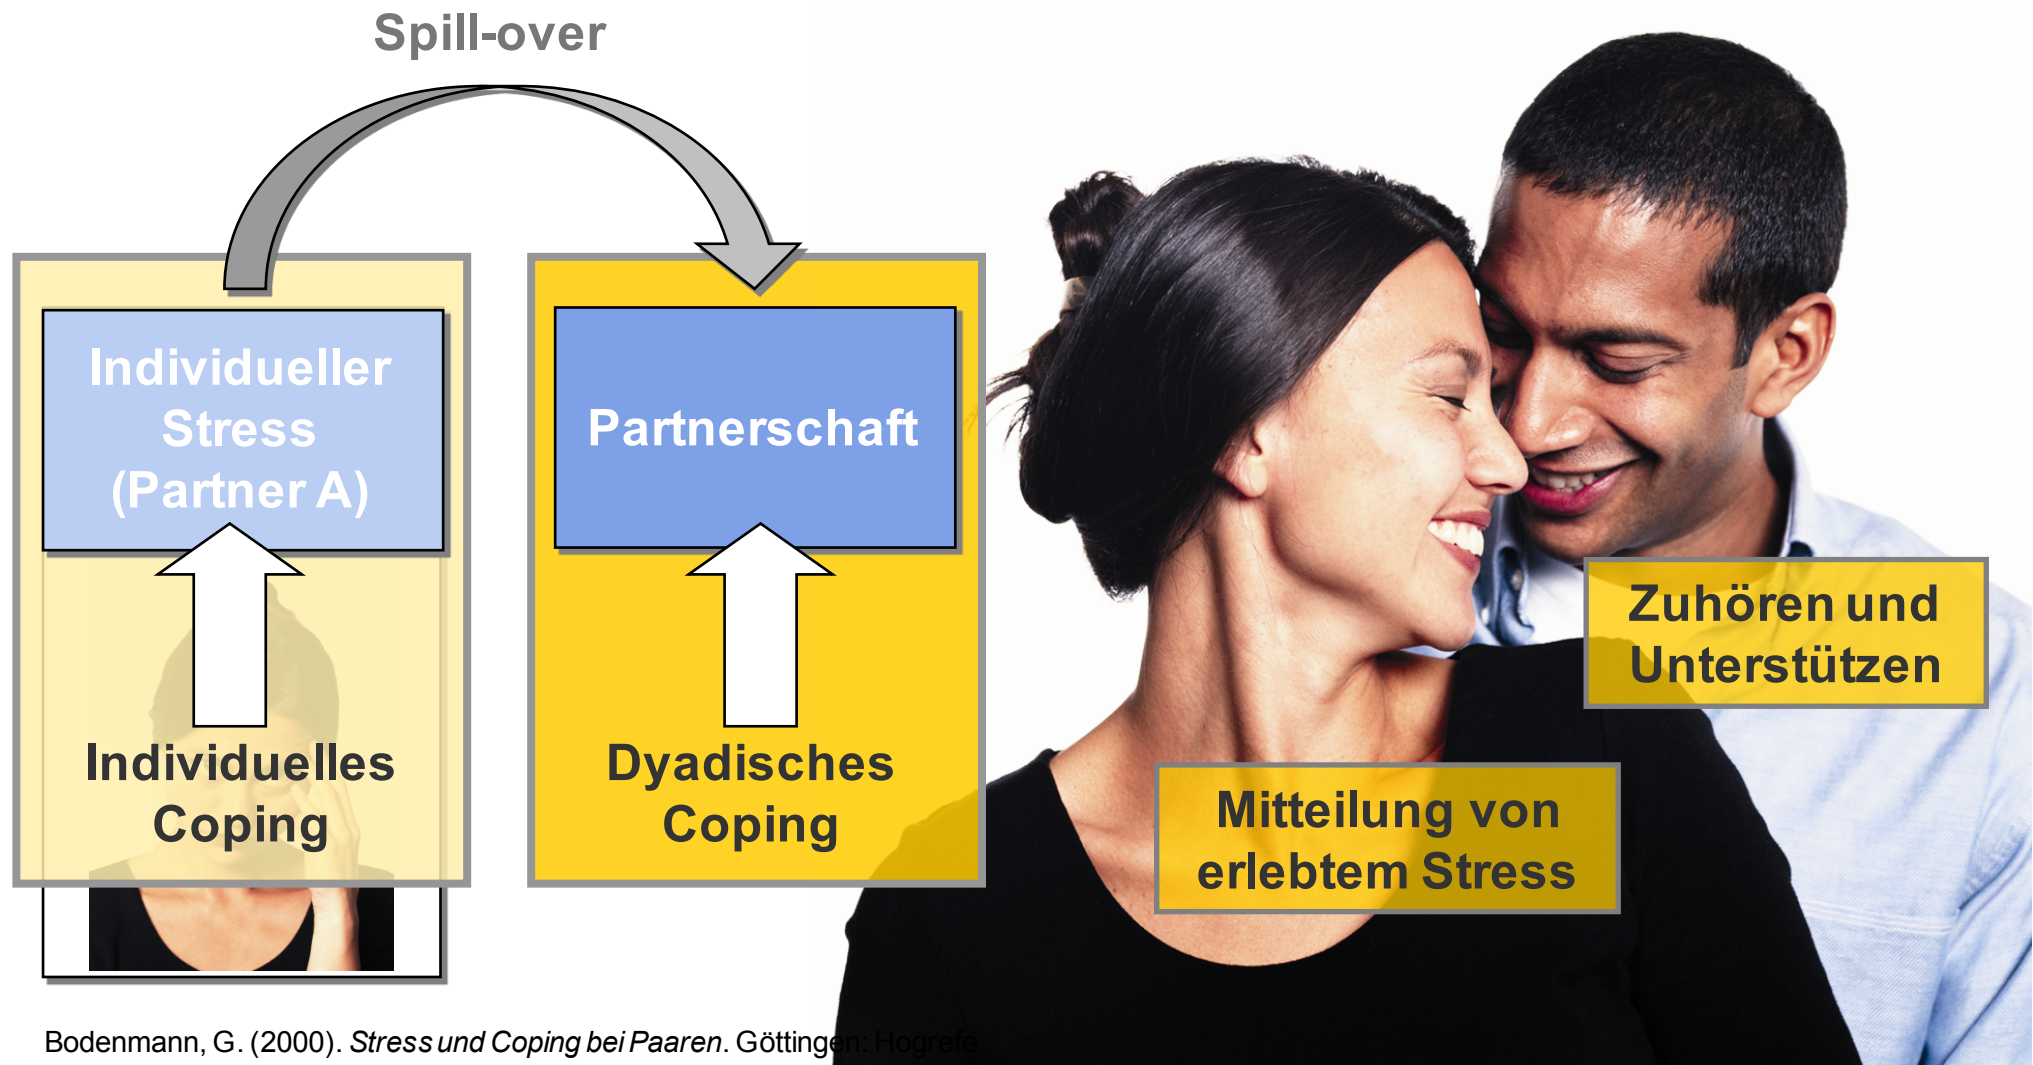 Spill-over
Individueller
Stress
(Partner A)
Partnerschaft
Individuelles
Coping
Dyadisches
Coping
Zuhören und
Unterstützen
Mitteilung von
erlebtem Stress
Bodenmann, G. (2000). Stress und Coping bei Paaren. Göttingen: Hogrefe.